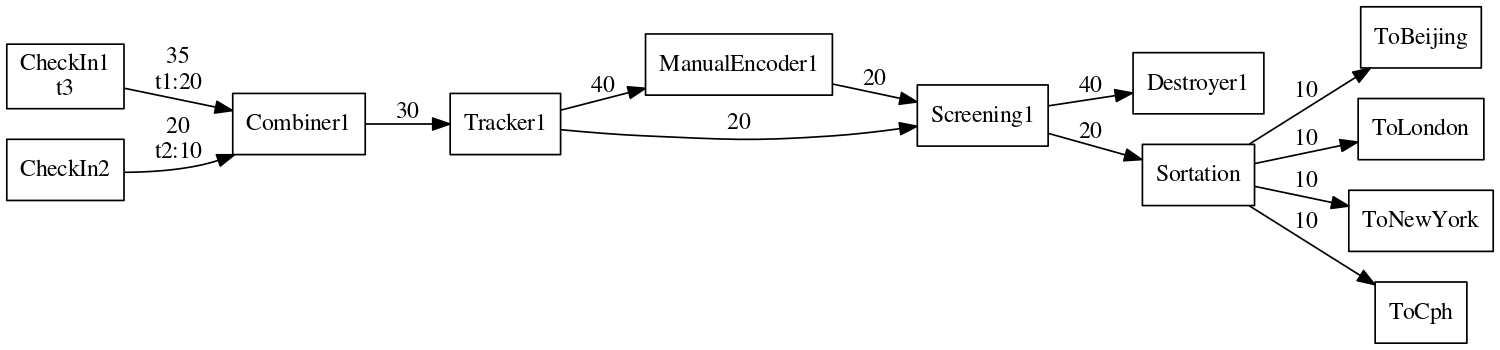 CheckIn1
t3
35
t1:20
CheckIn2
20
t2:10
Combiner1
30
Tracker1
40
20
ManualEncoder1
20
Screening1
40
20
Destroyer1
Sortation
10
10
10
10
ToBeijing
ToLondon
ToNewYork
ToCph